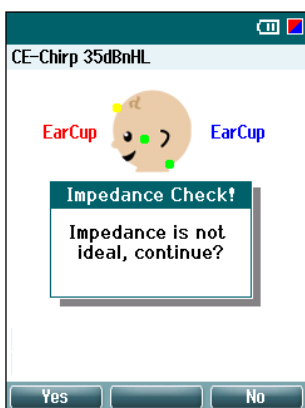 CE-Chirp 35dBnHL
EarCup EarCup
Impedance Check!
Impedance is not
ideal, continue?
Yes No